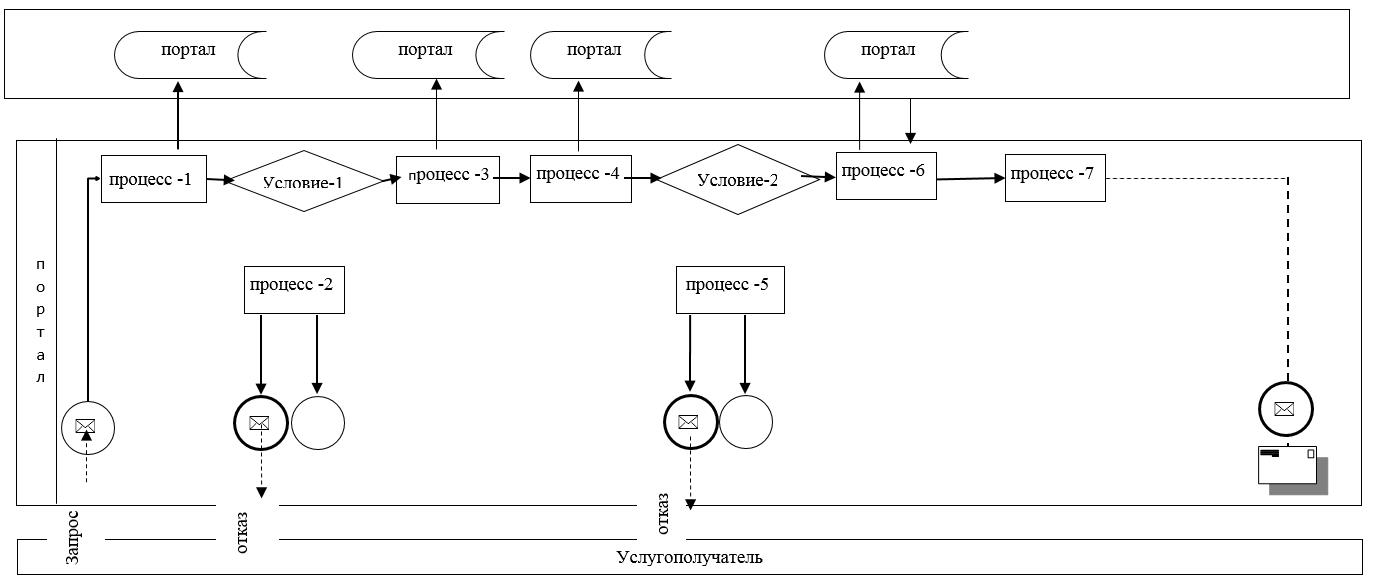 портал
портал
портал
портал
процесс -1
Условие-1
процесс -3
процесс -4
Условие-2
процесс -6
процесс -7
портал
процесс -2
процесс -5
Запрос
отказ
отказ
Услугополучатель